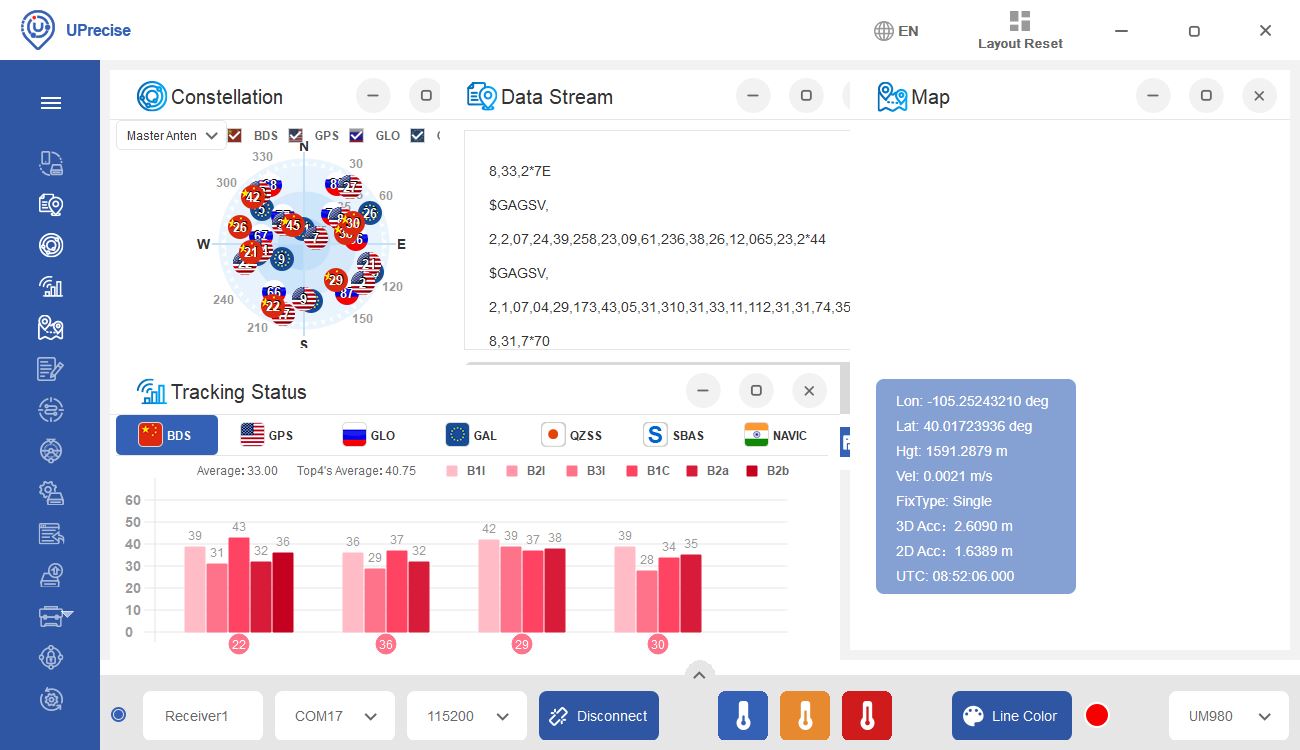 UPrecise
EN
Layout Reset
Constellation
Data Stream
Map
Master Anten
BDS
GPS
GLO
N
330
30
300
60
W
E
240
120
210
150
S
42
26
21
22
45
27
26
30
7
9
21
29
2
87
66
9
67
8,33,2*7E
$GAGSV,
2,2,07,24,39,258,23,09,61,236,38,26,12,065,23,2*44
$GAGSV,
2,1,07,04,29,173,43,05,31,310,31,33,11,112,31,31,74,35
8,31,7*70
Lon: -105.25243210 deg
Lat: 40.01723936 deg
Hgt: 1591.2879 m
Vel: 0.0021 m/s
FixType: Single
3D Acc: 2.6090 m
2D Acc: 1.6389 m
UTC: 08:52:06.000
Tracking Status
BDS
GPS
GLO
GAL
QZSS
S SBAS
NAVIC
Average: 33.00 Top4's Average: 40.75
B1I
B2I
B3I
B1C
B2a
B2b
60
50
40
30
20
10
0
39 31 43 32 36
36 29 37 32
42 39 37 38
39 28 34 35
22
36
29
30
Receiver1
COM17
115200
Disconnect
Line Color
UM980